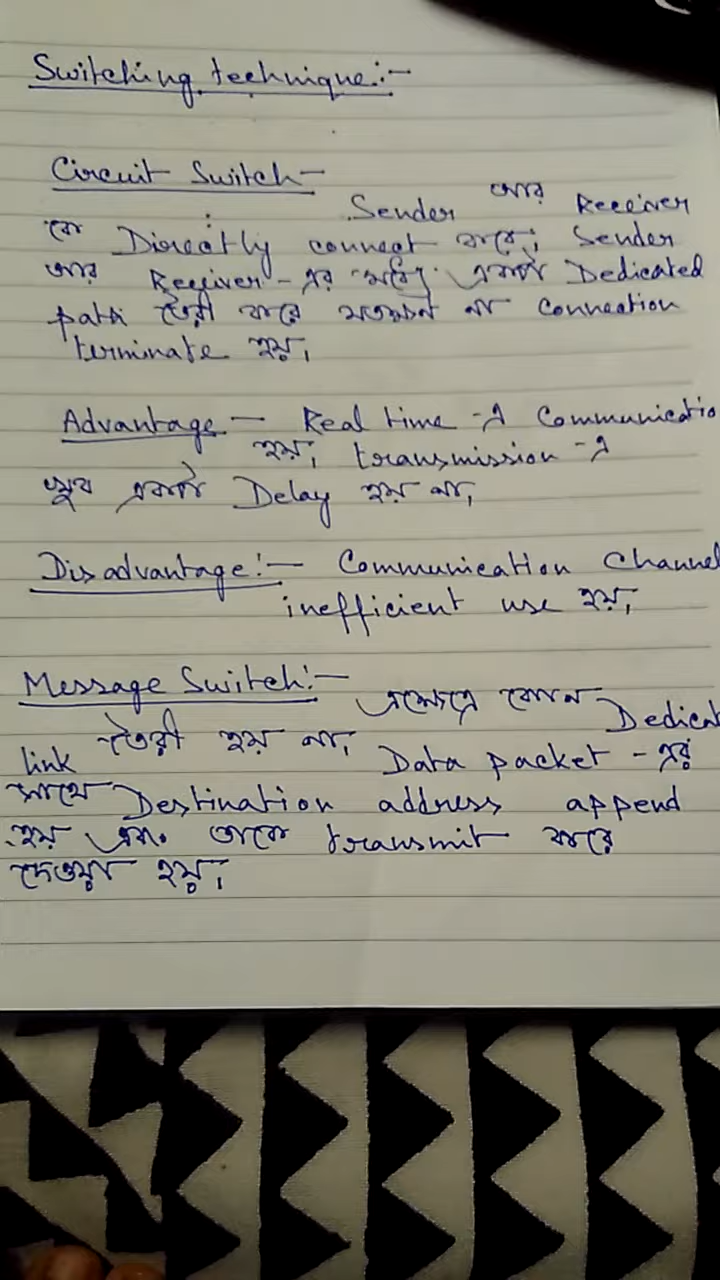 Switching technique:-
Circuit Switch-
Sender আর Receiver
কে Directly connect করে; Sender
আর Receiver-এর মধ্যে একটা Dedicated
path তৈরী করে যতক্ষণ না connection
terminate হয়।
Advantage - Real time -এ Communicatio
হয়, transmission -এ
খুব একটা Delay হয় না।
Disadvantage:- Communication Channel
inefficient use হয়।
Message Switch:-
এক্ষেত্রে কোন Dedicat
link তৈরী হয় না। Data packet -এর
সাথে Destination address append
হয় এবং তাকে transmit করে
দেওয়া হয়।